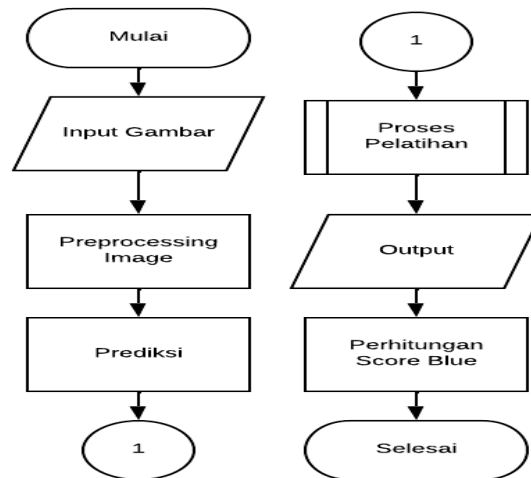 Mulai
Input Gambar
Preprocessing
Image
Prediksi
1
1
Proses
Pelatihan
Output
Perhitungan
Score Blue
Selesai